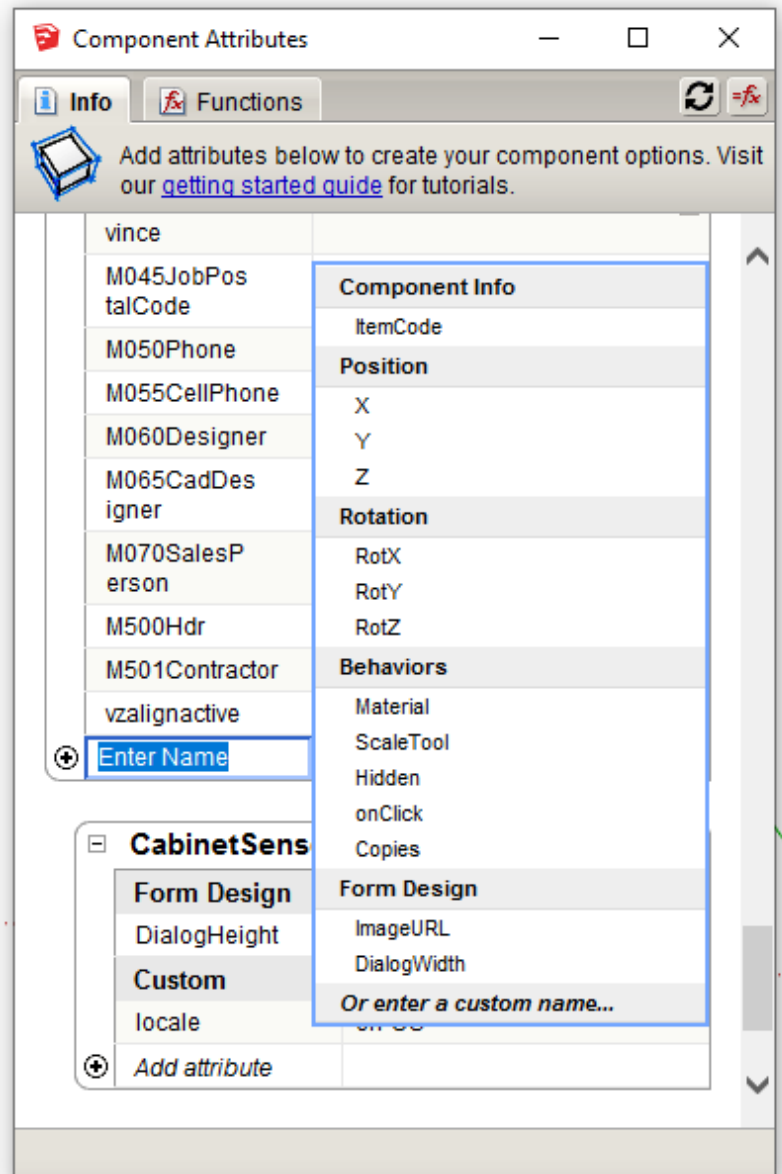 Component Attributes
Info
Functions
=fx
Add attributes below to create your component options. Visit
our getting started guide for tutorials.
vince
M045JobPos
talCode
M050Phone
M055CellPhone
M060Designer
M065CadDes
igner
M070SalesP
erson
M500Hdr
M501Contractor
vzalignactive
Enter Name
Component Info
ItemCode
Position
X
Y
Z
Rotation
RotX
RotY
RotZ
Behaviors
Material
ScaleTool
Hidden
onClick
Copies
Form Design
ImageURL
DialogWidth
Or enter a custom name...
CabinetSens
Form Design
DialogHeight
Custom
locale
Add attribute